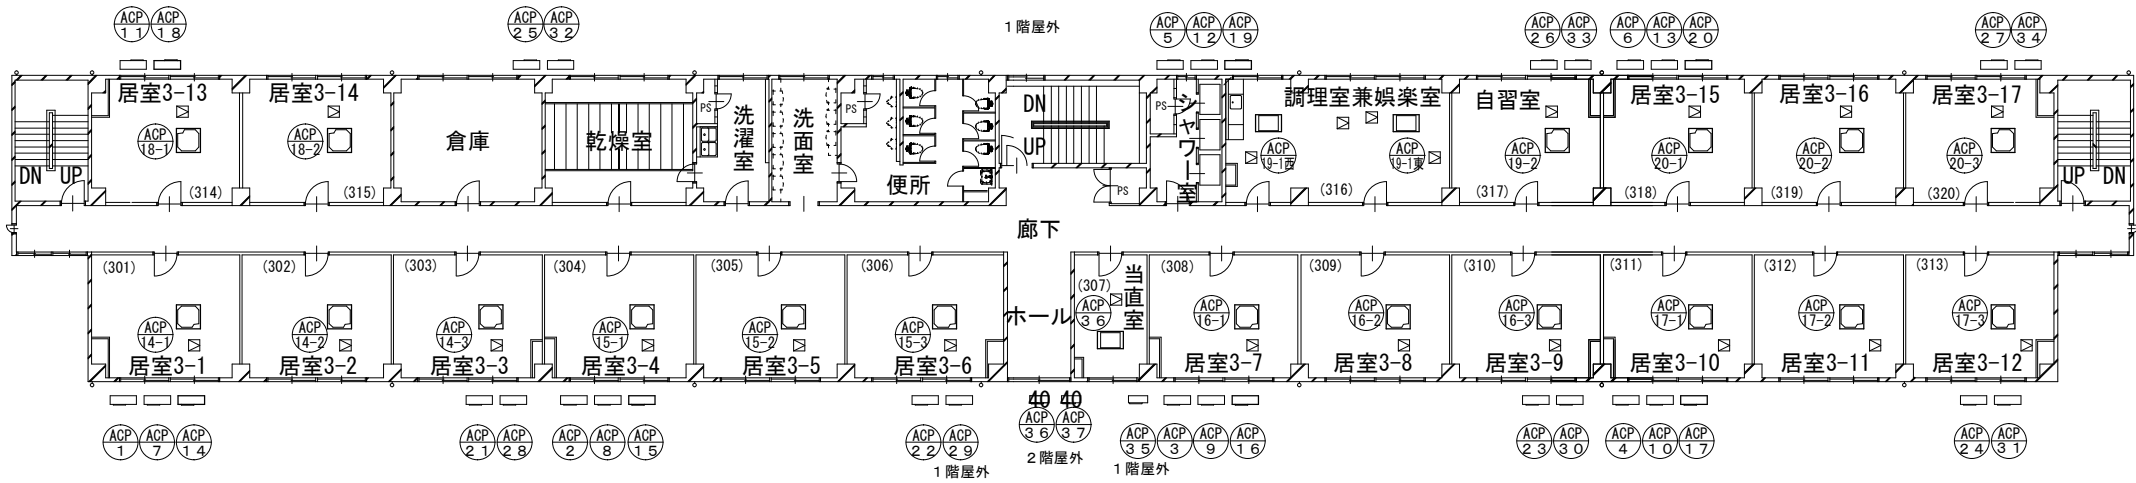 ACP 11 ACP 18
ACP 25 ACP 32
1階屋外
ACP 5 ACP 12 ACP 19
ACP 26 ACP 33
ACP 6 ACP 13 ACP 20
ACP 27 ACP 34
居室3-13
ACP 18-1
(314)
居室3-14
ACP 18-2
(315)
倉庫
乾燥室
PS
洗濯室
洗面室
PS
便所
DN
UP
PS
PS
シャワー室
調理室兼娯楽室
ACP 19-1西
ACP 19-1東
(316)
自習室
ACP 19-2
(317)
居室3-15
ACP 20-1
(318)
居室3-16
ACP 20-2
(319)
居室3-17
ACP 20-3
(320)
DN UP
UP DN
廊下
(301)
ACP 14-1
居室3-1
(302)
ACP 14-2
居室3-2
(303)
ACP 14-3
居室3-3
(304)
ACP 15-1
居室3-4
(305)
ACP 15-2
居室3-5
(306)
ACP 15-3
居室3-6
ホール
(307)
ACP 36
当直室
(308)
ACP 16-1
居室3-7
(309)
ACP 16-2
居室3-8
(310)
ACP 16-3
居室3-9
(311)
ACP 17-1
居室3-10
(312)
ACP 17-2
居室3-11
(313)
ACP 17-3
居室3-12
40 40
ACP 1 ACP 7 ACP 14
ACP 21 ACP 28
ACP 2 ACP 8 ACP 15
ACP 22 ACP 29
1階屋外
ACP 36 ACP 37
2階屋外
ACP 35 ACP 3 ACP 9 ACP 16
1階屋外
ACP 23 ACP 30
ACP 4 ACP 10 ACP 17
ACP 24 ACP 31